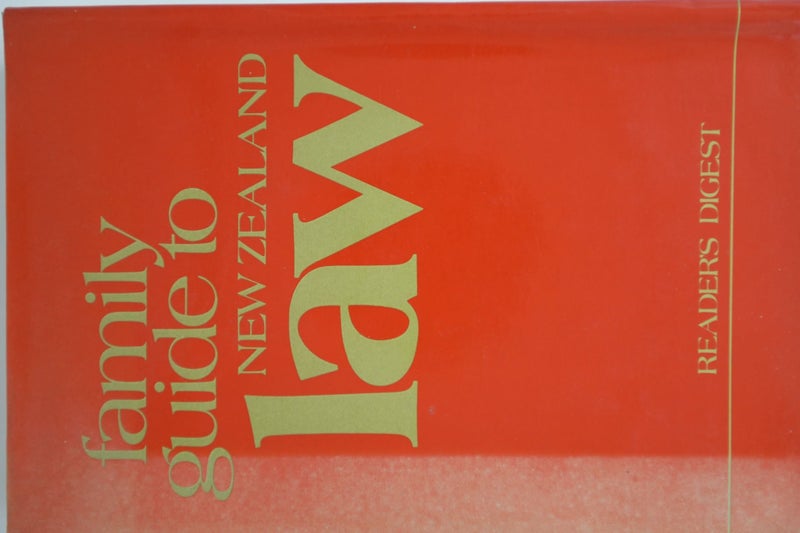 family
guide to
NEW ZEALAND
law
READER'S DIGEST